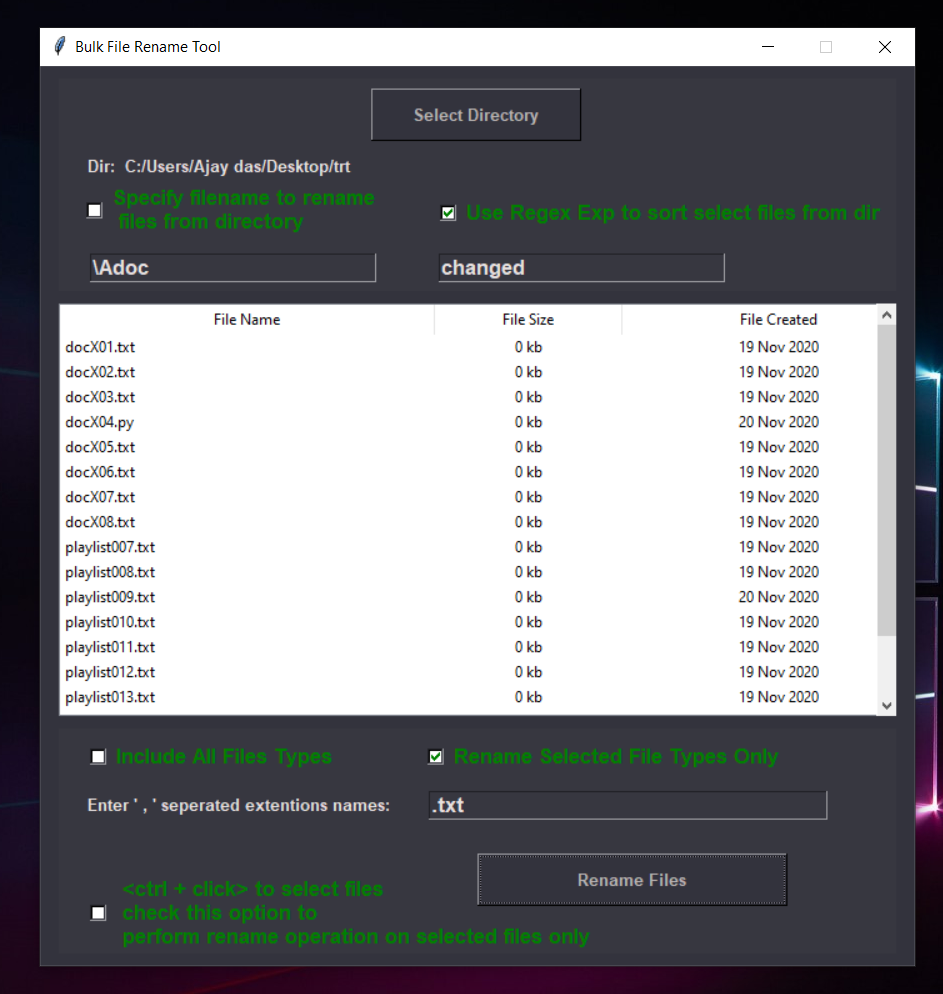 Bulk File Rename Tool
Select Directory
Dir: C:/Users/Ajay das/Desktop/trt
Specify filename to rename
files from directory
Use Regex Exp to sort select files from dir
\Adoc
changed
File Name File Size File Created
docX01.txt 0 kb 19 Nov 2020
docX02.txt 0 kb 19 Nov 2020
docX03.txt 0 kb 19 Nov 2020
docX04.py 0 kb 20 Nov 2020
docX05.txt 0 kb 19 Nov 2020
docX06.txt 0 kb 19 Nov 2020
docX07.txt 0 kb 19 Nov 2020
docX08.txt 0 kb 19 Nov 2020
playlist007.txt 0 kb 19 Nov 2020
playlist008.txt 0 kb 19 Nov 2020
playlist009.txt 0 kb 20 Nov 2020
playlist010.txt 0 kb 19 Nov 2020
playlist011.txt 0 kb 19 Nov 2020
playlist012.txt 0 kb 19 Nov 2020
playlist013.txt 0 kb 19 Nov 2020
Include All Files Types
Rename Selected File Types Only
Enter ' , ' seperated extentions names:
.txt
Rename Files
<ctrl + click> to select files
check this option to
perform rename operation on selected files only